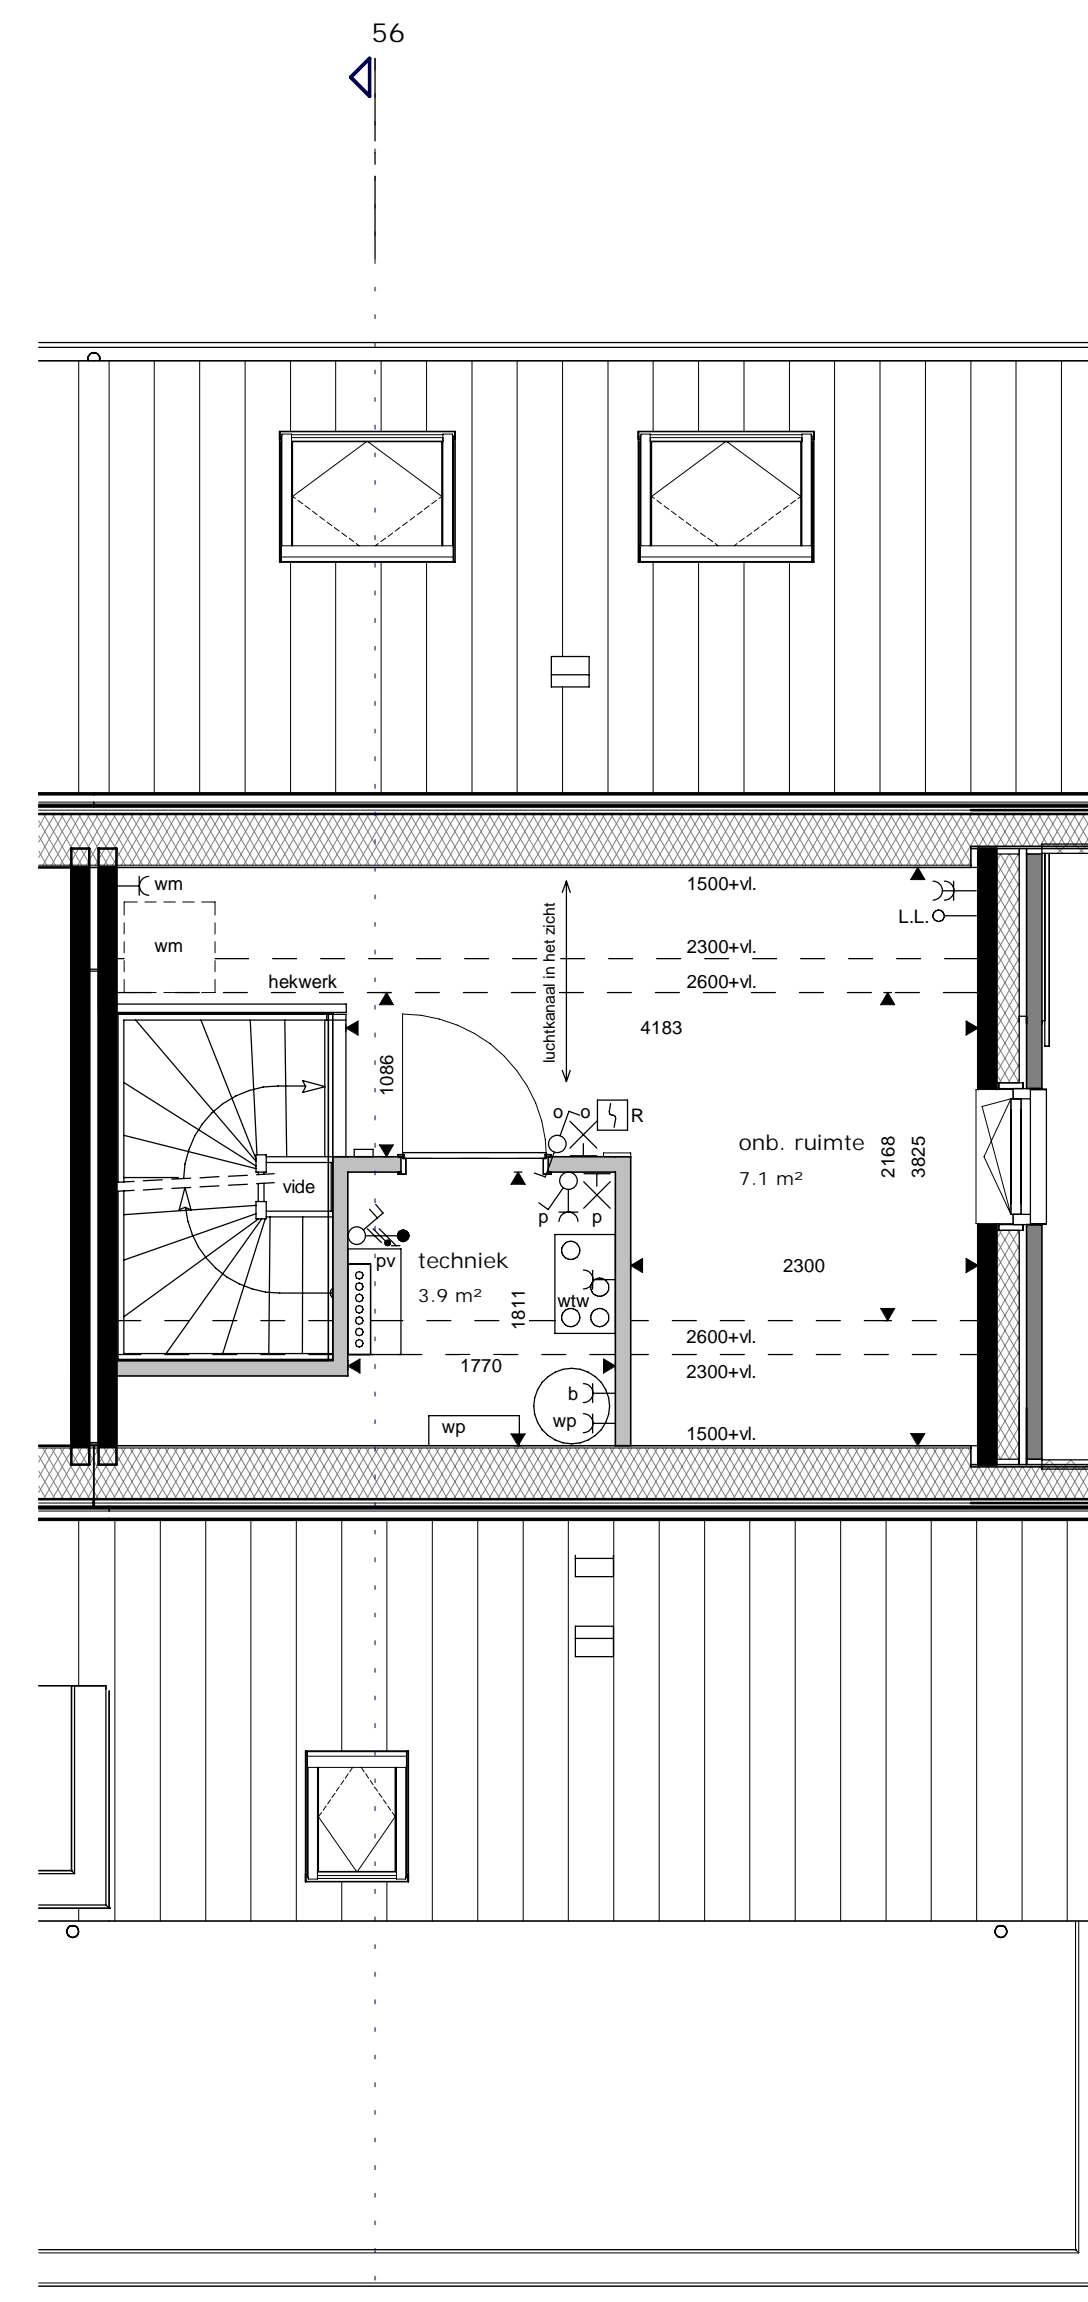 56
wm
1500+vl.
L.L.
wm
2300+vl.
hekwerk
2600+vl.
luchtkanaal in het zicht
4183
1086
o o
R
onb. ruimte
7.1 m²
2168
3825
vide
p
p
pv
techniek
3.9 m²
1811
wtw
2300
2600+vl.
1770
2300+vl.
b
wp
wp
1500+vl.